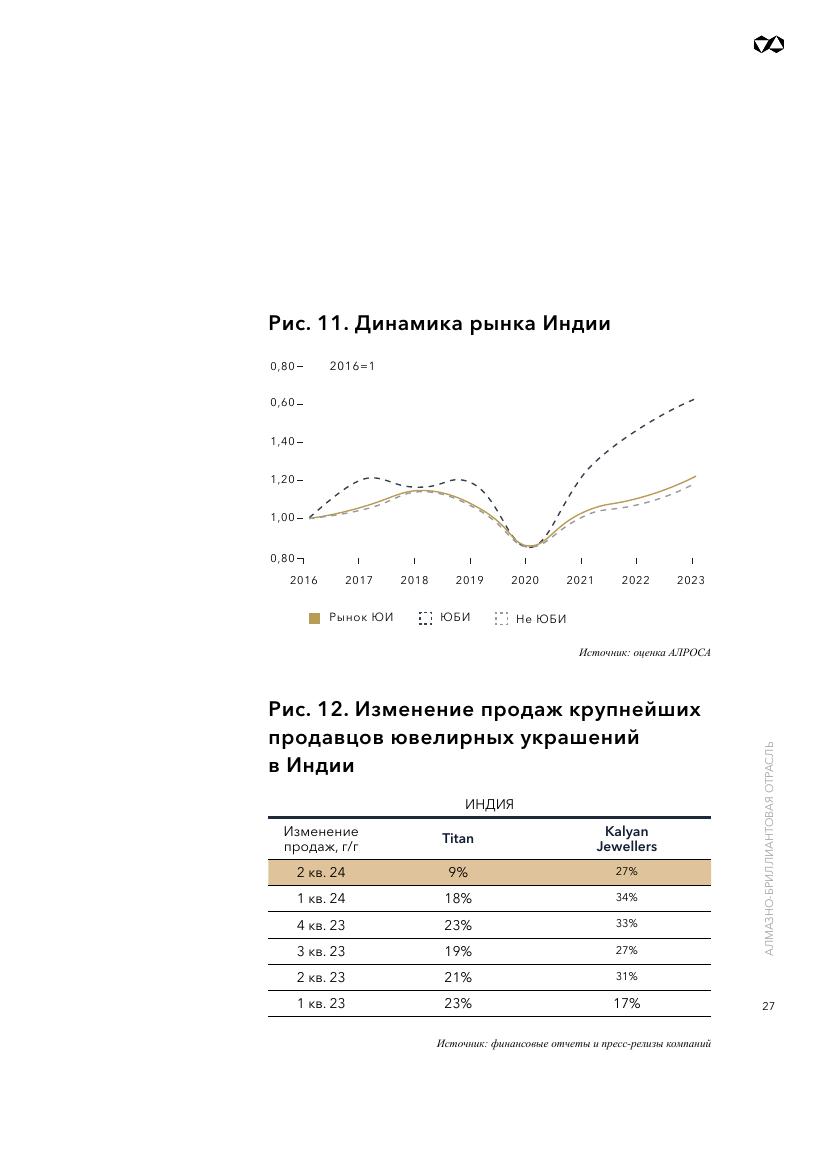 Рис. 11. Динамика рынка Индии
0,80
2016=1
0,60
1,40
1,20
1,00
0,80
2016 2017 2018 2019 2020 2021 2022 2023
Рынок ЮИ ЮБИ Не ЮБИ
Источник: оценка АЛРОСА
Рис. 12. Изменение продаж крупнейших
продавцов ювелирных украшений
в Индии
ИНДИЯ
Изменение
продаж, г/г
Titan
Kalyan
Jewellers
2 кв. 24 9% 27%
1 кв. 24 18% 34%
4 кв. 23 23% 33%
3 кв. 23 19% 27%
2 кв. 23 21% 31%
1 кв. 23 23% 17%
Источник: финансовые отчеты и пресс-релизы компаний
АЛМАЗНО-БРИЛЛИАНТОВАЯ ОТРАСЛЬ
27